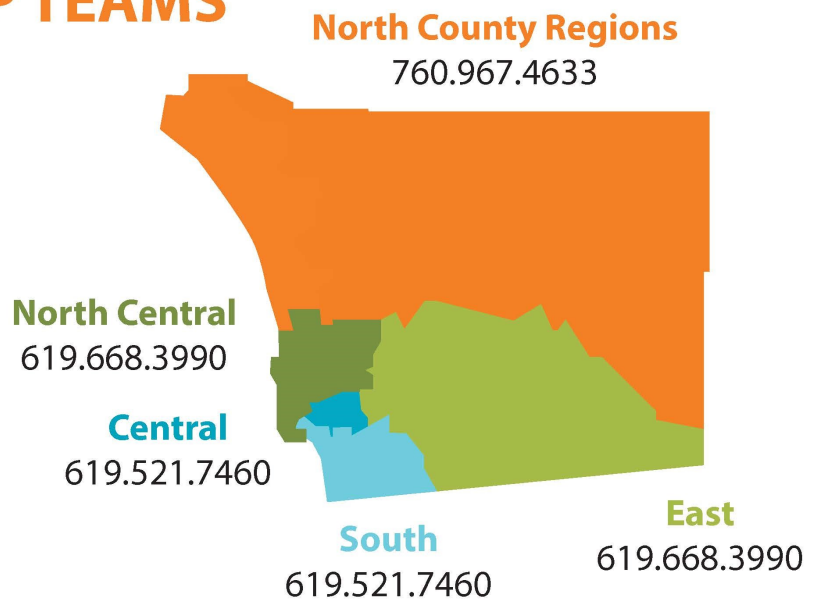 TEAMS
North County Regions
760.967.4633
North Central
619.668.3990
Central
619.521.7460
South
619.521.7460
East
619.668.3990